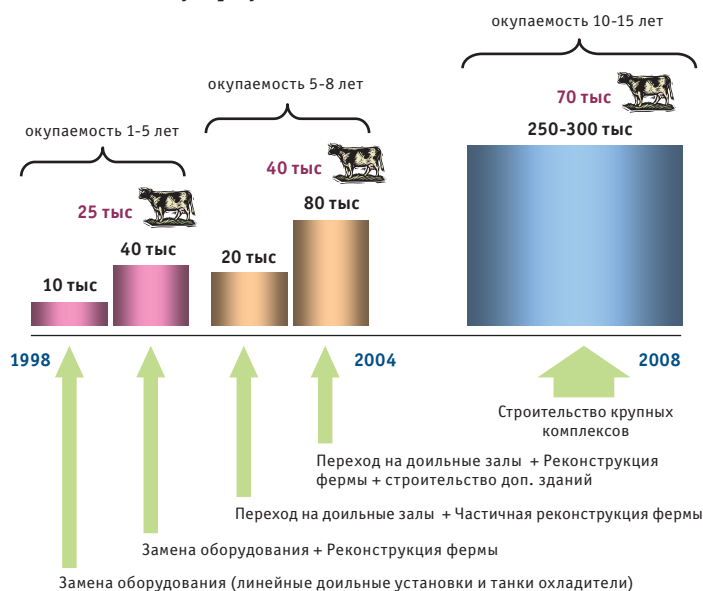 окупаемость 10-15 лет
окупаемость 5-8 лет
окупаемость 1-5 лет
70 тыс
250-300 тыс
40 тыс
80 тыс
25 тыс
40 тыс
20 тыс
10 тыс
1998
2004
2008
Строительство крупных
комплексов
Переход на доильные залы + Реконструкция
фермы + строительство доп. зданий
Переход на доильные залы + Частичная реконструкция фермы
Замена оборудования + Реконструкция фермы
Замена оборудования (линейные доильные установки и танки охладители)